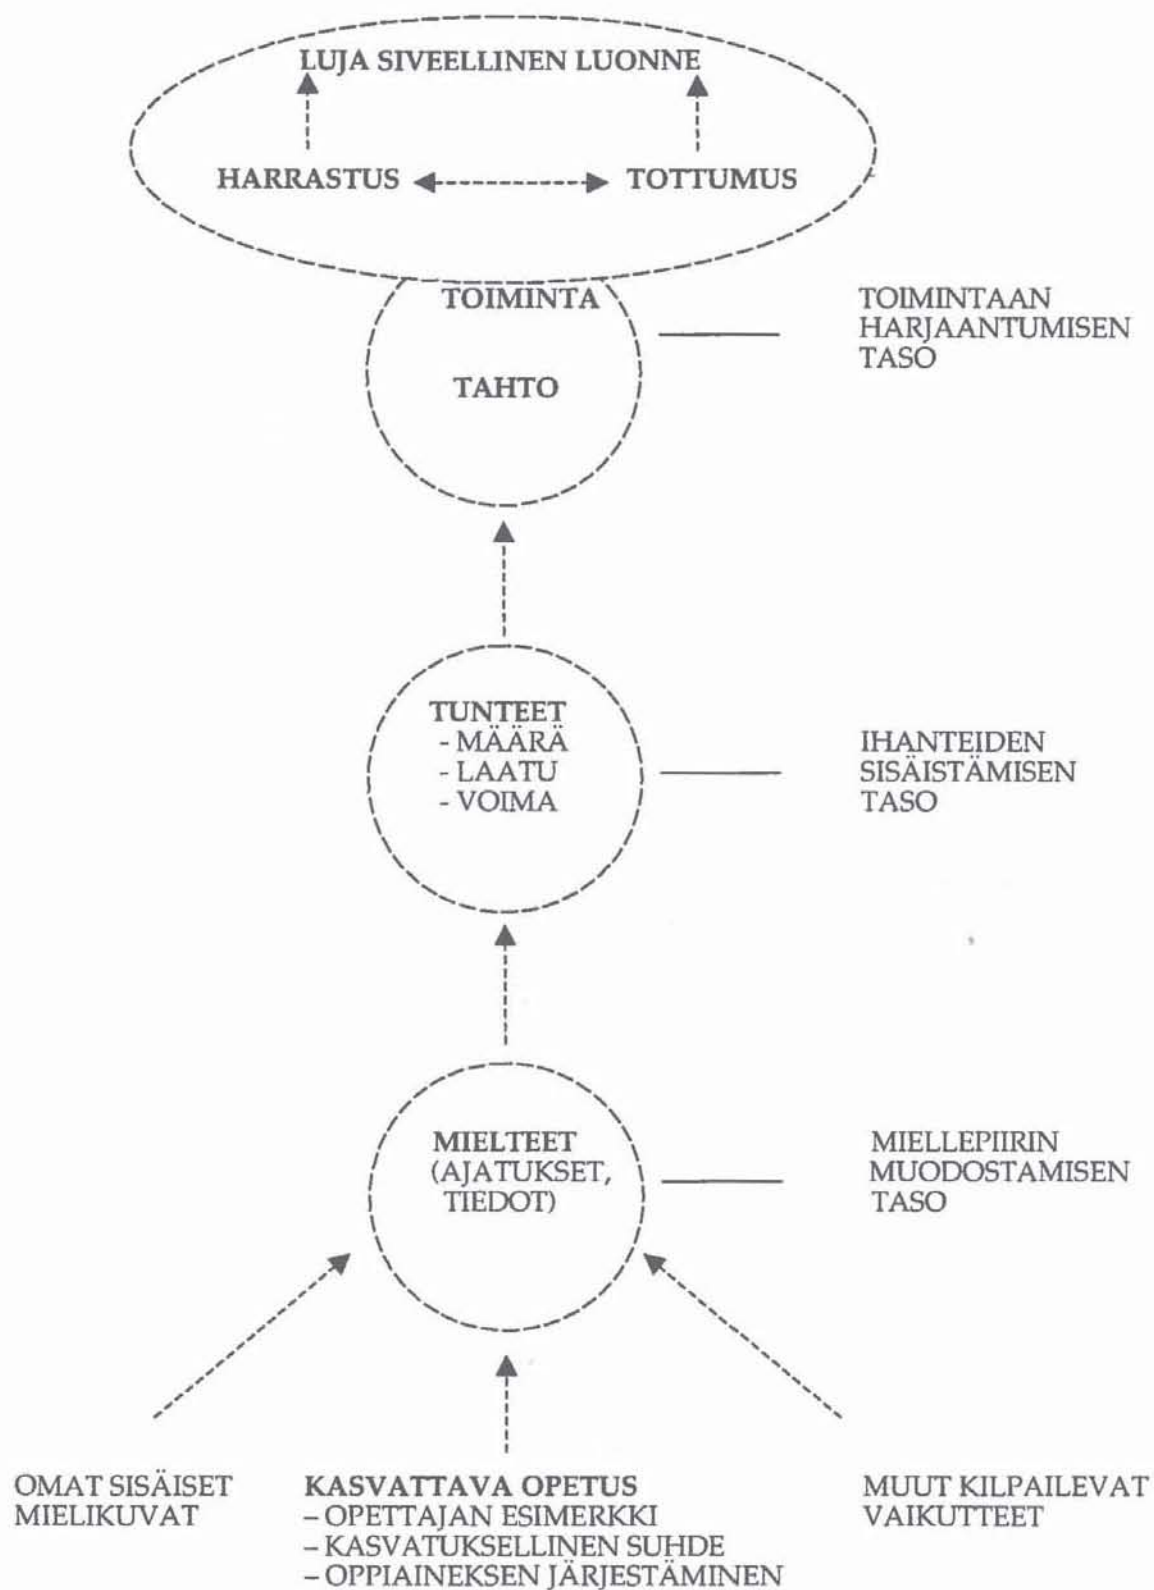 LUJA SIVEELLINEN LUONNE
HARRASTUS
TOTTUMUS
TOIMINTA
TAHTO
TOIMINTAAN
HARJAANTUMISEN
TASO
TUNTEET
- MÄÄRÄ
- LAATU
- VOIMA
IHANTEIDEN
SISÄISTÄMISEN
TASO
MIELTEET
(AJATUKSET,
TIEDOT)
MIELLEPIIRIN
MUODOSTAMISEN
TASO
OMAT SISÄISET
MIELIKUVAT
KASVATTAVA OPETUS
– OPETTAJAN ESIMERKKI
– KASVATUKSELLINEN SUHDE
– OPPIAINEKSEN JÄRJESTÄMINEN
MUUT KILPAILEVAT
VAIKUTTEET